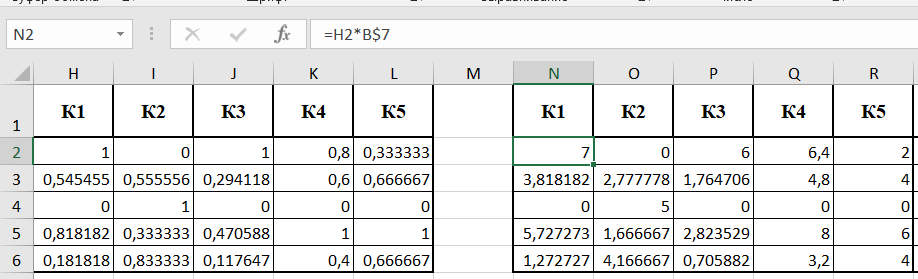 N2 fx =H2*B$7
H I J K L M N O P Q R
1 К1 К2 К3 К4 К5 К1 К2 К3 К4 К5
2 1 0 1 0,8 0,333333 7 0 6 6,4 2
3 0,545455 0,555556 0,294118 0,6 0,666667 3,818182 2,777778 1,764706 4,8 4
4 0 1 0 0 0 0 5 0 0 0
5 0,818182 0,333333 0,470588 1 1 5,727273 1,666667 2,823529 8 6
6 0,181818 0,833333 0,117647 0,4 0,666667 1,272727 4,166667 0,705882 3,2 4